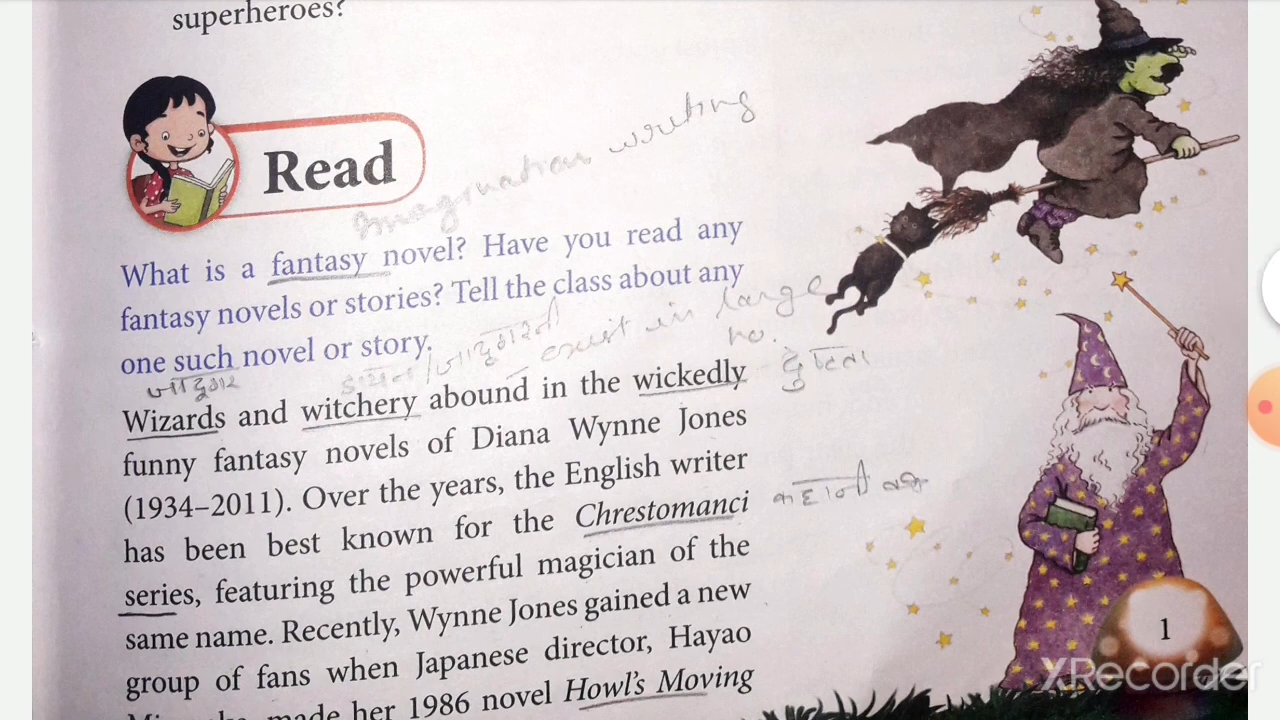 superheroes?
Read
Imagination writing
What is a fantasy novel? Have you read any
fantasy novels or stories? Tell the class about any
one such novel or story.
exist in large
no.
जादुगर
Wizards and witchery abound in the wickedly
funny fantasy novels of Diana Wynne Jones
(1934–2011). Over the years, the English writer
has been best known for the Chrestomanci
series, featuring the powerful magician of the
same name. Recently, Wynne Jones gained a new
group of fans when Japanese director, Hayao
made her 1986 novel Howl's Moving
1
XRecorder